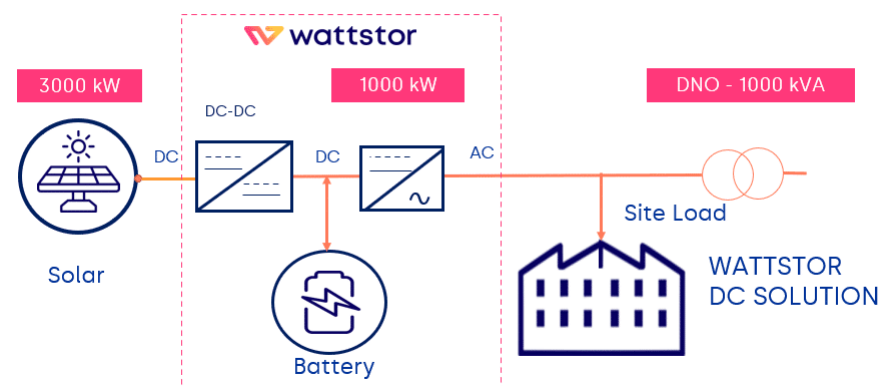 wattstor
3000 kW
1000 kW
DNO - 1000 kVA
DC-DC
DC
DC
AC
Site Load
Solar
Battery
WATTSTOR
DC SOLUTION